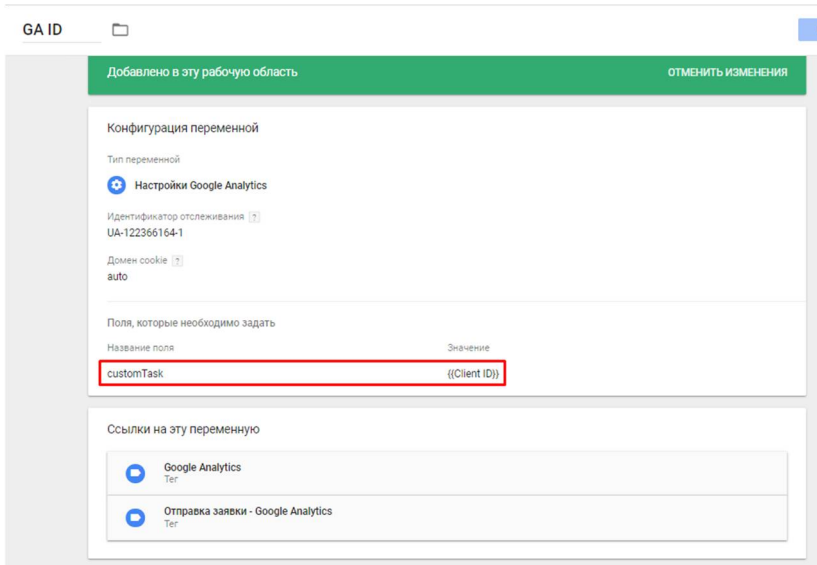 GA ID
Добавлено в эту рабочую область ОТМЕНИТЬ ИЗМЕНЕНИЯ
Конфигурация переменной
Тип переменной
Настройки Google Analytics
Идентификатор отслеживания ?
UA-122366164-1
Домен cookie ?
auto
Поля, которые необходимо задать
Название поля Значение
customTask {{Client ID}}
Ссылки на эту переменную
Google Analytics
Тег
Отправка заявки - Google Analytics
Тег